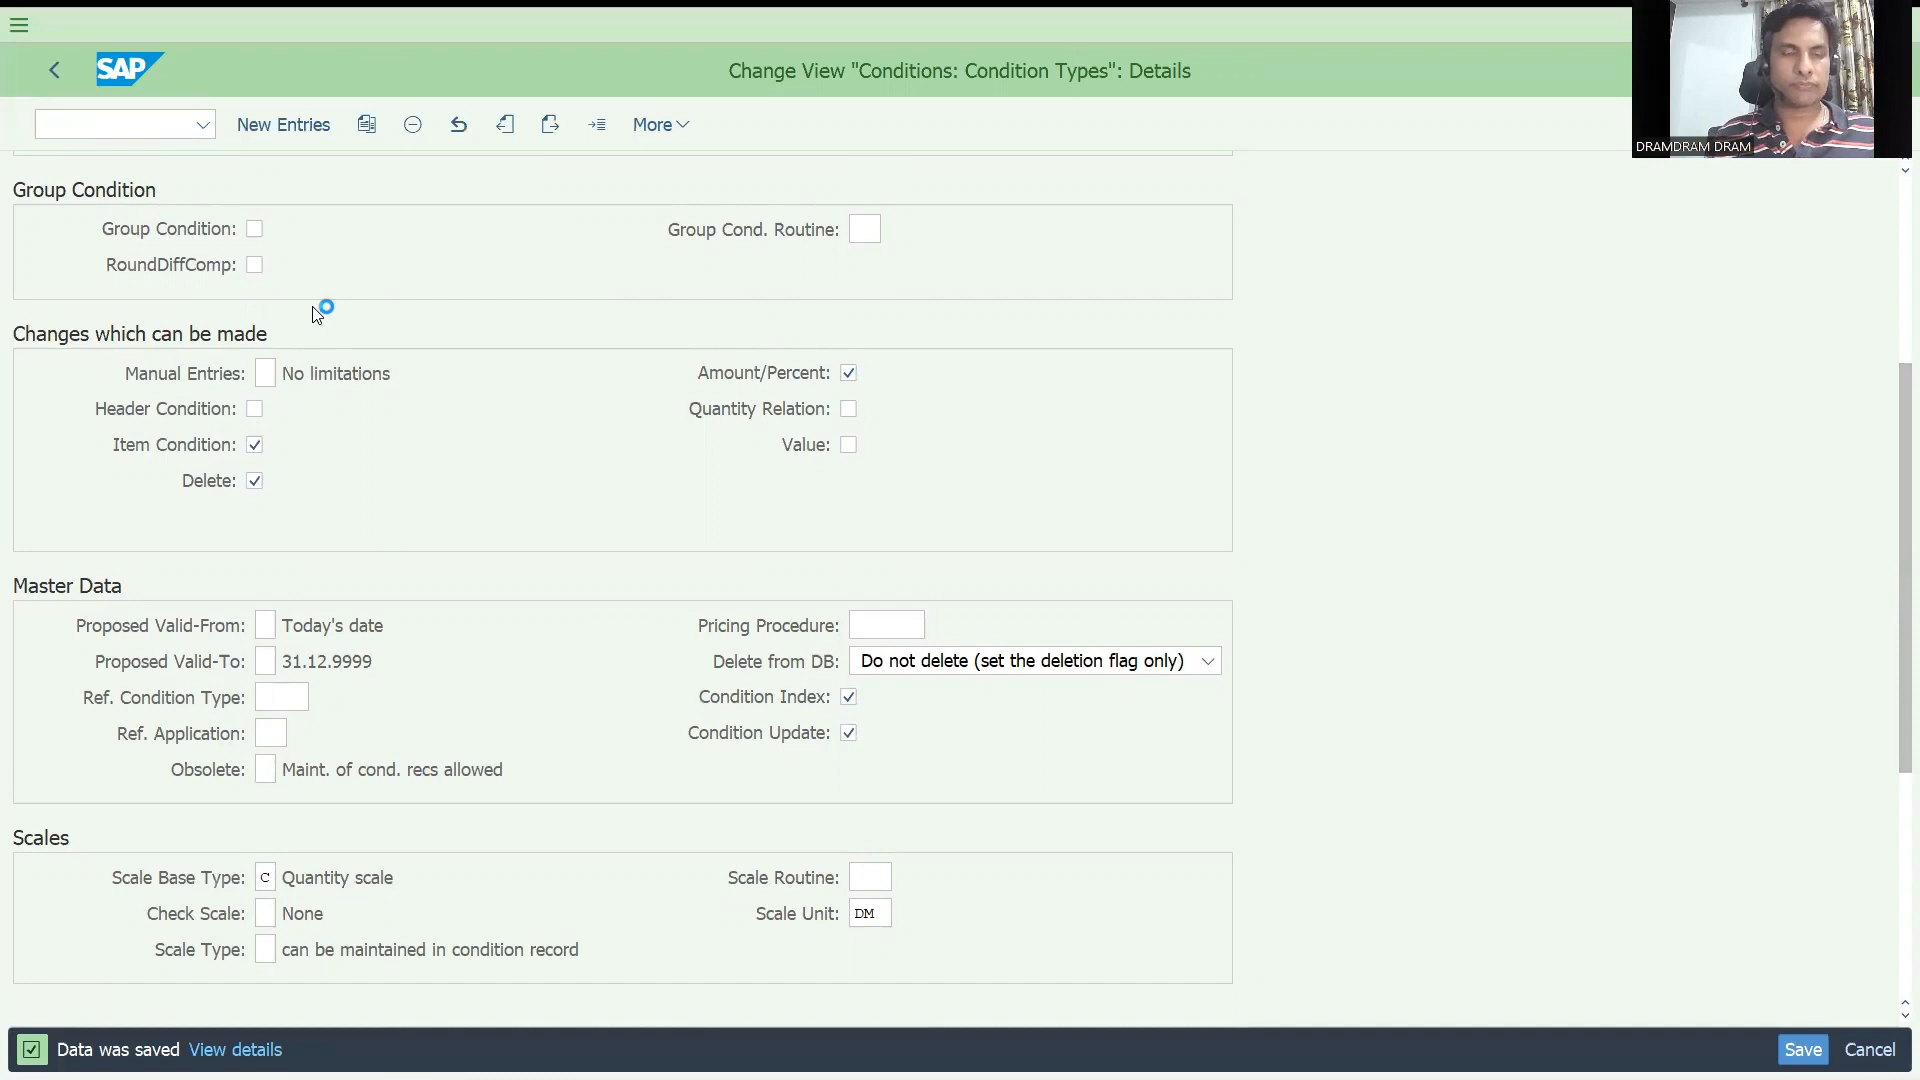 SAP
Change View "Conditions: Condition Types": Details
New Entries
More
DRAMDRAM DRAM
Group Condition
Group Condition:
Group Cond. Routine:
RoundDiffComp:
Changes which can be made
Manual Entries: No limitations
Amount/Percent:
Header Condition:
Quantity Relation:
Item Condition:
Value:
Delete:
Master Data
Proposed Valid-From: Today's date
Pricing Procedure:
Proposed Valid-To: 31.12.9999
Delete from DB: Do not delete (set the deletion flag only)
Ref. Condition Type:
Condition Index:
Ref. Application:
Condition Update:
Obsolete: Maint. of cond. recs allowed
Scales
Scale Base Type: C Quantity scale
Scale Routine:
Check Scale: None
Scale Unit: DM
Scale Type: can be maintained in condition record
Data was saved View details
Save Cancel